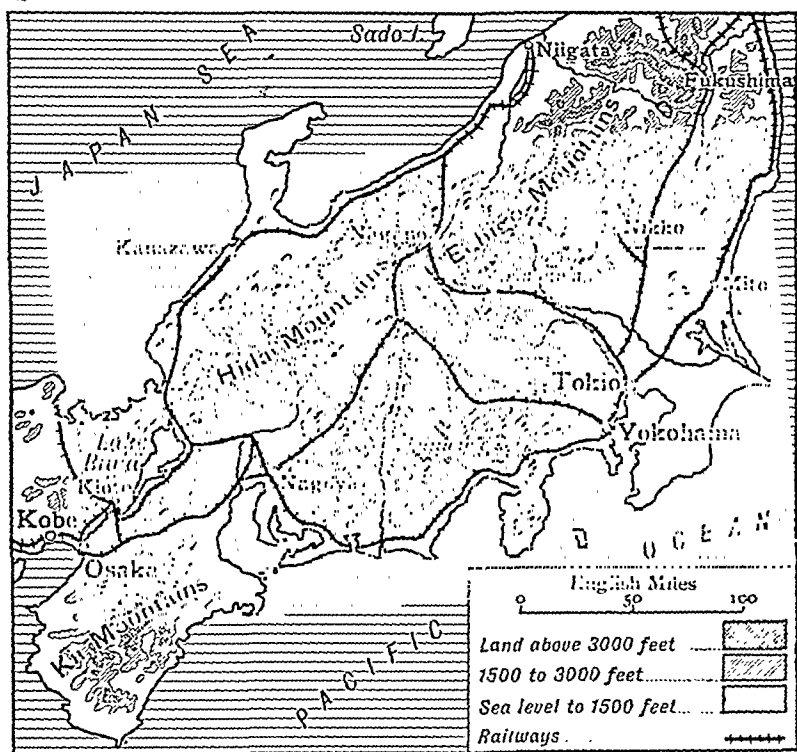 Sado I.
Niigata
Fukushima
JAPAN SEA
Echigo Mountains
Kanazawa
Nagano
Nikko
Mito
Hida Mountains
Tokio
Yokohama
Lake
Biwa
Kioto
Nagoya
Kobe
Osaka
Kii Mountains
PACIFIC
OCEAN
English Miles
0 50 100
Land above 3000 feet
1500 to 3000 feet
Sea level to 1500 feet
Railways